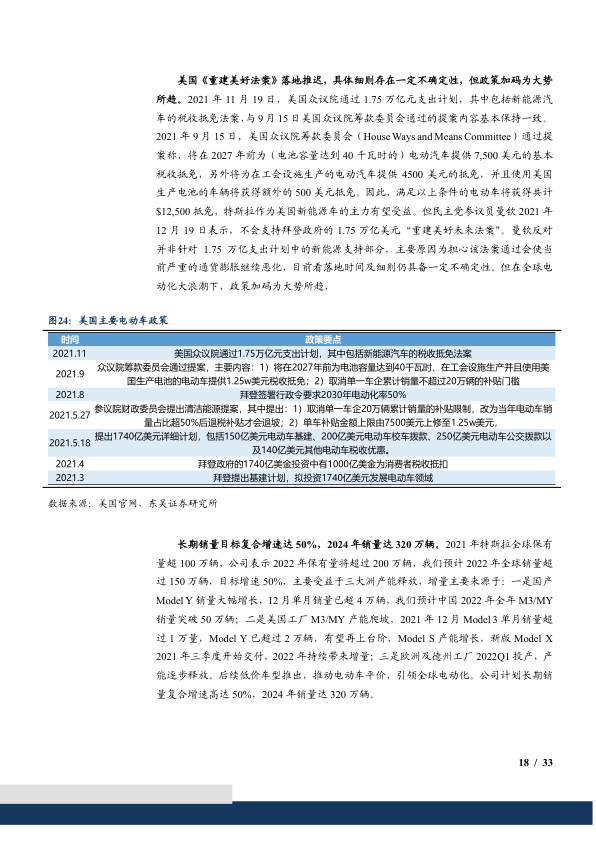 美国《重建美好法案》落地推迟，具体细则存在一定不确定性，但政策加码为大势
所趋。2021 年 11 月 19 日，美国众议院通过 1.75 万亿元支出计划，其中包括新能源汽
车的税收抵免法案，与 9 月 15 日美国众议院筹款委员会通过的提案内容基本保持一致。
2021 年 9 月 15 日，美国众议院筹款委员会（House Ways and Means Committee）通过提
案称，将在 2027 年前为（电池容量达到 40 千瓦时的）电动汽车提供 7,500 美元的基本
税收抵免，另外将为在工会设施生产的电动汽车提供 4500 美元的抵免，并且使用美国
生产电池的车辆将获得额外的 500 美元抵免。因此，满足以上条件的电动车将获得共计
$12,500 抵免，特斯拉作为美国新能源车的主力有望受益。但民主党参议员曼钦 2021 年
12 月 19 日表示，不会支持拜登政府的 1.75 万亿美元 “重建美好未来法案”。曼钦反对
并非针对 1.75 万亿支出计划中的新能源支持部分，主要原因为担心该法案通过会使当
前严重的通货膨胀继续恶化，目前看落地时间及细则仍具备一定不确定性。但在全球电
动化大浪潮下，政策加码为大势所趋，
图24：美国主要电动车政策
时间 政策要点
2021.11 美国众议院通过1.75万亿元支出计划，其中包括新能源汽车的税收抵免法案
2021.9 众议院筹款委员会通过提案，主要内容：1）将在2027年前为电池容量达到40千瓦时、在工会设施生产并且使用美
国生产电池的电动车提供1.25w美元税收抵免；2）取消单一车企累计销量不超过20万辆的补贴门槛
2021.8 拜登签署行政令要求2030年电动化率50%
2021.5.27 参议院财政委员会提出清洁能源提案，其中提出：1）取消单一车企20万辆累计销量的补贴限制，改为当年电动车销
量占比超50%后退税补贴才会退坡；2）单车补贴金额上限由7500美元上修至1.25w美元，
2021.5.18 提出1740亿美元详细计划，包括150亿美元电动车基建、200亿美元电动车校车拨款、250亿美元电动车公交拨款以
及140亿美元其他电动车税收优惠。
2021.4 拜登政府的1740亿美金投资中有1000亿美金为消费者税收抵扣
2021.3 拜登提出基建计划，拟投资1740亿美元发展电动车领域
数据来源：美国官网，东吴证券研究所
长期销量目标复合增速达 50%，2024 年销量达 320 万辆。2021 年特斯拉全球保有
量超 100 万辆，公司表示 2022 年保有量将超过 200 万辆，我们预计 2022 年全球销量超
过 150 万辆，目标增速 50%，主要受益于三大洲产能释放，增量主要来源于：一是国产
Model Y 销量大幅增长，12 月单月销量已超 4 万辆，我们预计中国 2022 年全年 M3/MY
销量突破 50 万辆；二是美国工厂 M3/MY 产能爬坡，2021 年 12 月 Model 3 单月销量超
过 1 万量，Model Y 已超过 2 万辆，有望再上台阶，Model S 产能增长，新版 Model X
2021 年三季度开始交付，2022 年持续带来增量；三是欧洲及德州工厂 2022Q1 投产，产
能逐步释放。后续低价车型推出，推动电动车平价，引领全球电动化。公司计划长期销
量复合增速高达 50%，2024 年销量达 320 万辆。
18 / 33